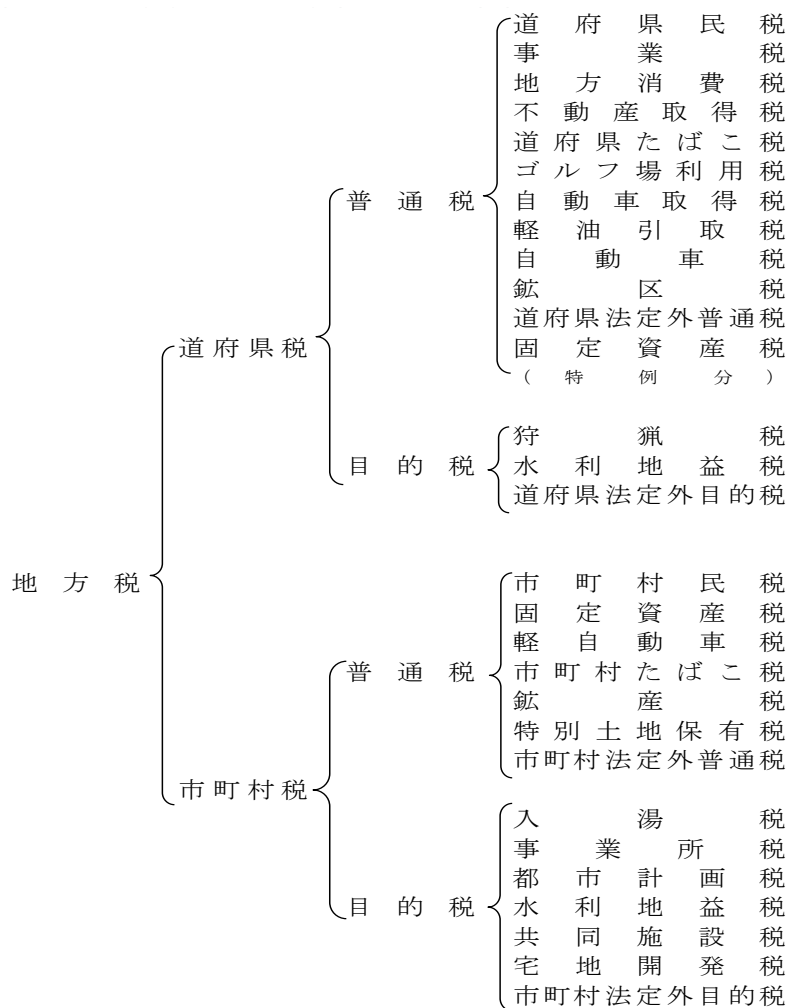 道府県民税
事業税
地方消費税
不動産取得税
道府県たばこ税
ゴルフ場利用税
普通税
自動車取得税
軽油引取税
自動車税
鉱区税
道府県法定外普通税
道府県税
固定資産税
（特例分）
狩猟税
目的税
水利地益税
道府県法定外目的税
地方税
市町村民税
固定資産税
軽自動車税
普通税
市町村たばこ税
鉱産税
特別土地保有税
市町村法定外普通税
市町村税
入湯税
事業所税
都市計画税
目的税
水利地益税
共同施設税
宅地開発税
市町村法定外目的税